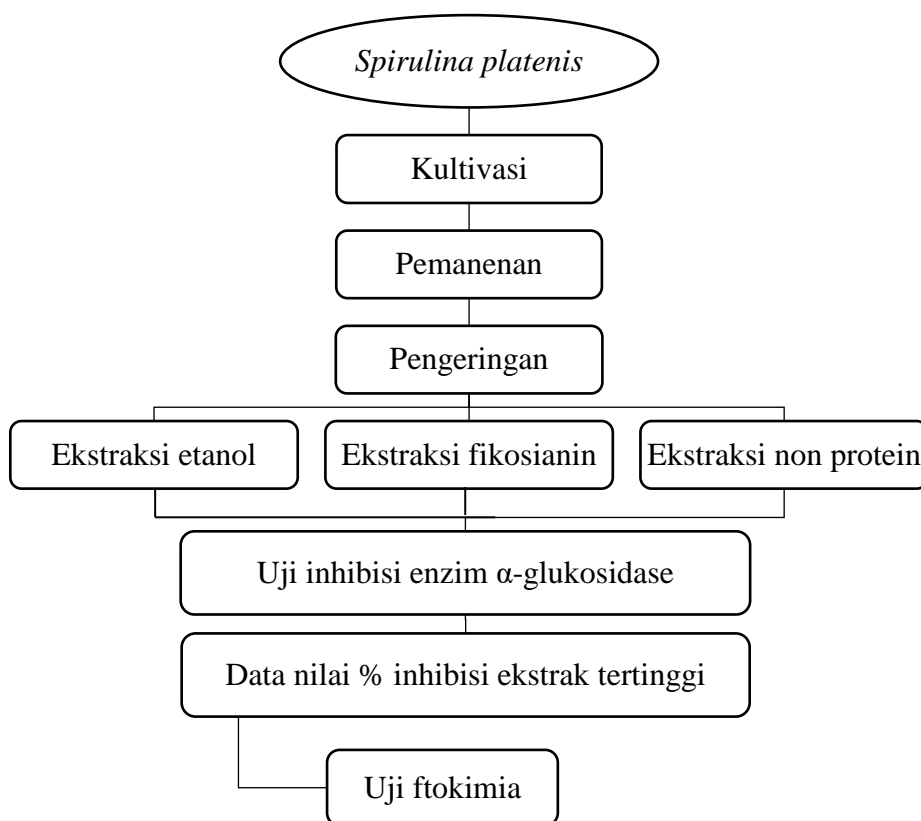 Spirulina platenis
Kultivasi
Pemanenan
Pengeringan
Ekstraksi etanol
Ekstraksi fikosianin
Ekstraksi non protein
Uji inhibisi enzim α-glukosidase
Data nilai % inhibisi ekstrak tertinggi
Uji ftokimia